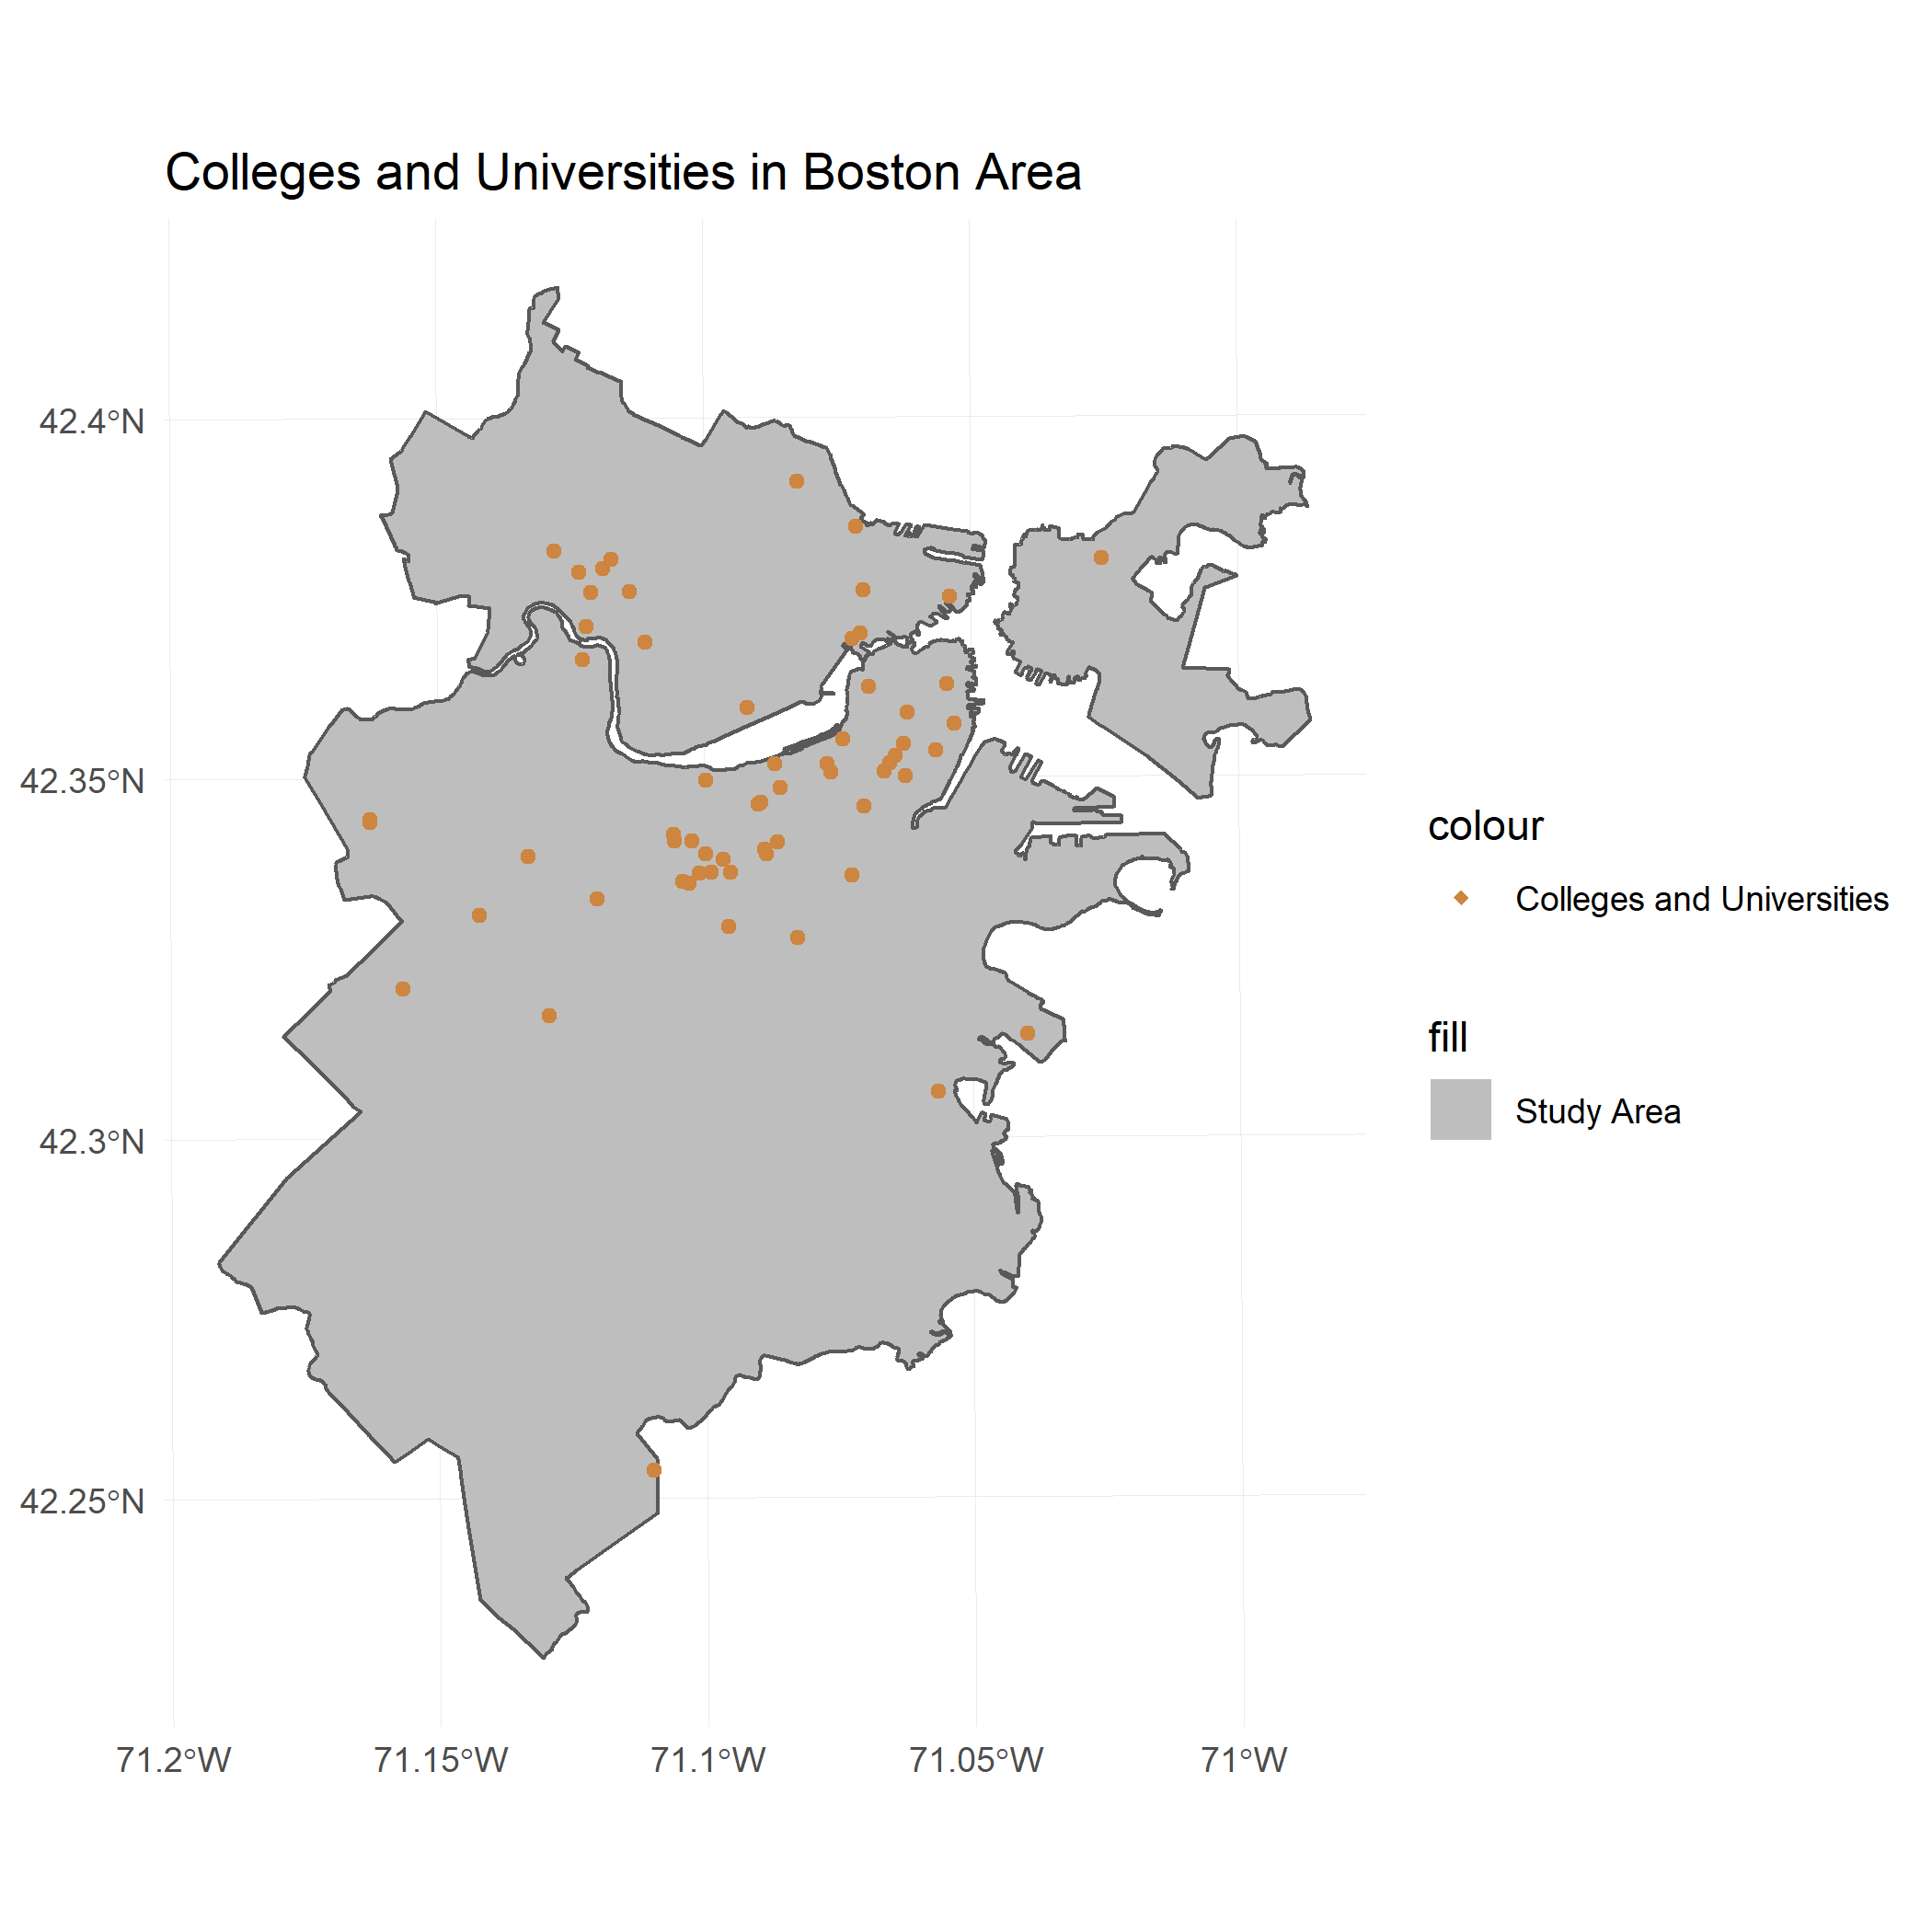 Colleges and Universities in Boston Area
42.4°N
42.35°N
42.3°N
42.25°N
71.2°W
71.15°W
71.1°W
71.05°W
71°W
colour
Colleges and Universities
fill
Study Area